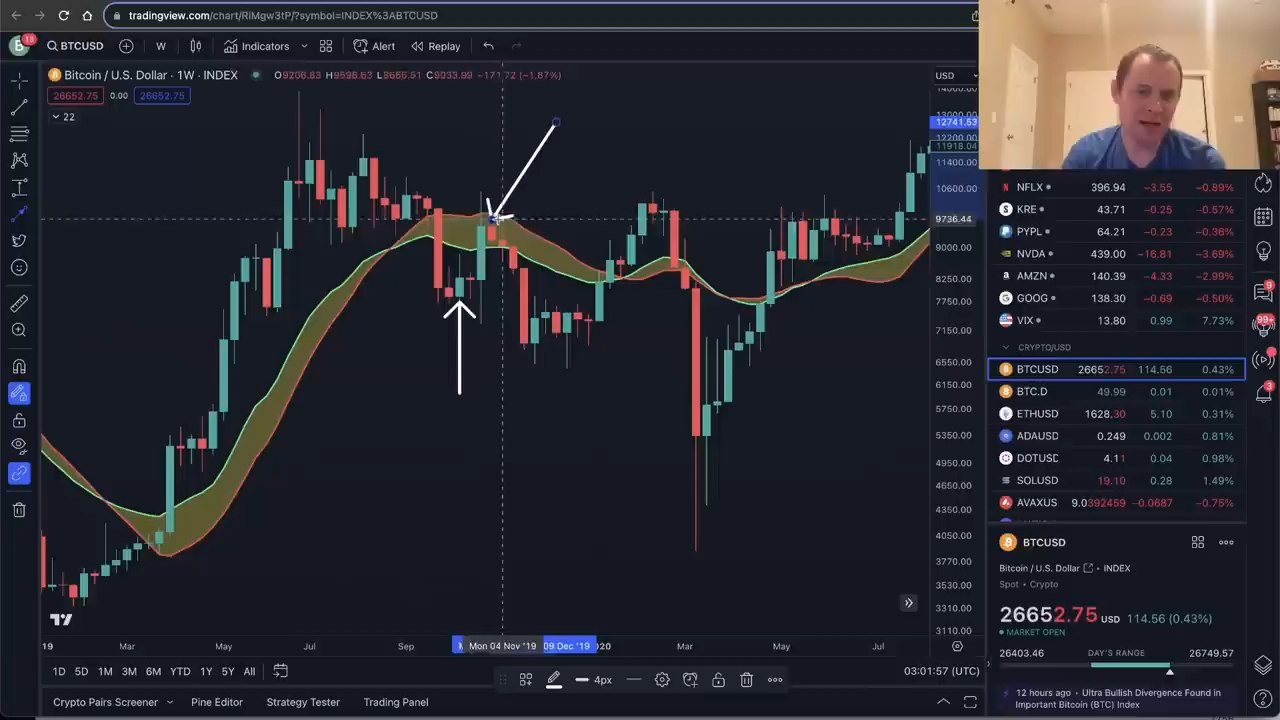 tradingview.com/chart/RIMgw3tP/?symbol=INDEX%3ABTCUSD
B 13 BTCUSD W Indicators Alert Replay
Bitcoin / U.S. Dollar · 1W · INDEX
26652.75 0.00 26652.75
22
USD
14000.00
13000.00
12741.53
12200.00
11918.04
11400.00
10600.00
9736.44
9000.00
8250.00
7750.00
7150.00
6550.00
6150.00
5750.00
5350.00
4950.00
4650.00
4350.00
4050.00
3770.00
3530.00
3310.00
3110.00
19 Mar May Jul Sep Mon 04 Nov '19 09 Dec '19 20 Mar May Jul
1D 5D 1M 3M 6M YTD 1Y 5Y All
03:01:57 (UTC)
4px
Crypto Pairs Screener Pine Editor Strategy Tester Trading Panel
NFLX 396.94 −3.55 −0.89%
KRE 43.71 −0.25 −0.57%
PYPL 64.21 −0.23 −0.36%
NVDA 439.00 −16.81 −3.69%
AMZN 140.39 −4.33 −2.99%
GOOG 138.30 −0.69 −0.50%
VIX 13.80 0.99 7.73%
CRYPTO/USD
BTCUSD 26652.75 114.56 0.43%
BTC.D 49.99 0.01 0.01%
ETHUSD 1628.30 5.10 0.31%
ADAUSD 0.249 0.002 0.81%
DOTUSD 4.11 0.04 0.98%
SOLUSD 19.10 0.28 1.49%
AVAXUS 9.0392459 −0.0687 −0.75%
BTCUSD
Bitcoin / U.S. Dollar • INDEX
Spot • Crypto
26652.75 USD 114.56 (0.43%)
MARKET OPEN
26403.46 DAY'S RANGE 26749.57
12 hours ago • Ultra Bullish Divergence Found in
Important Bitcoin (BTC) Index
9
99+
3